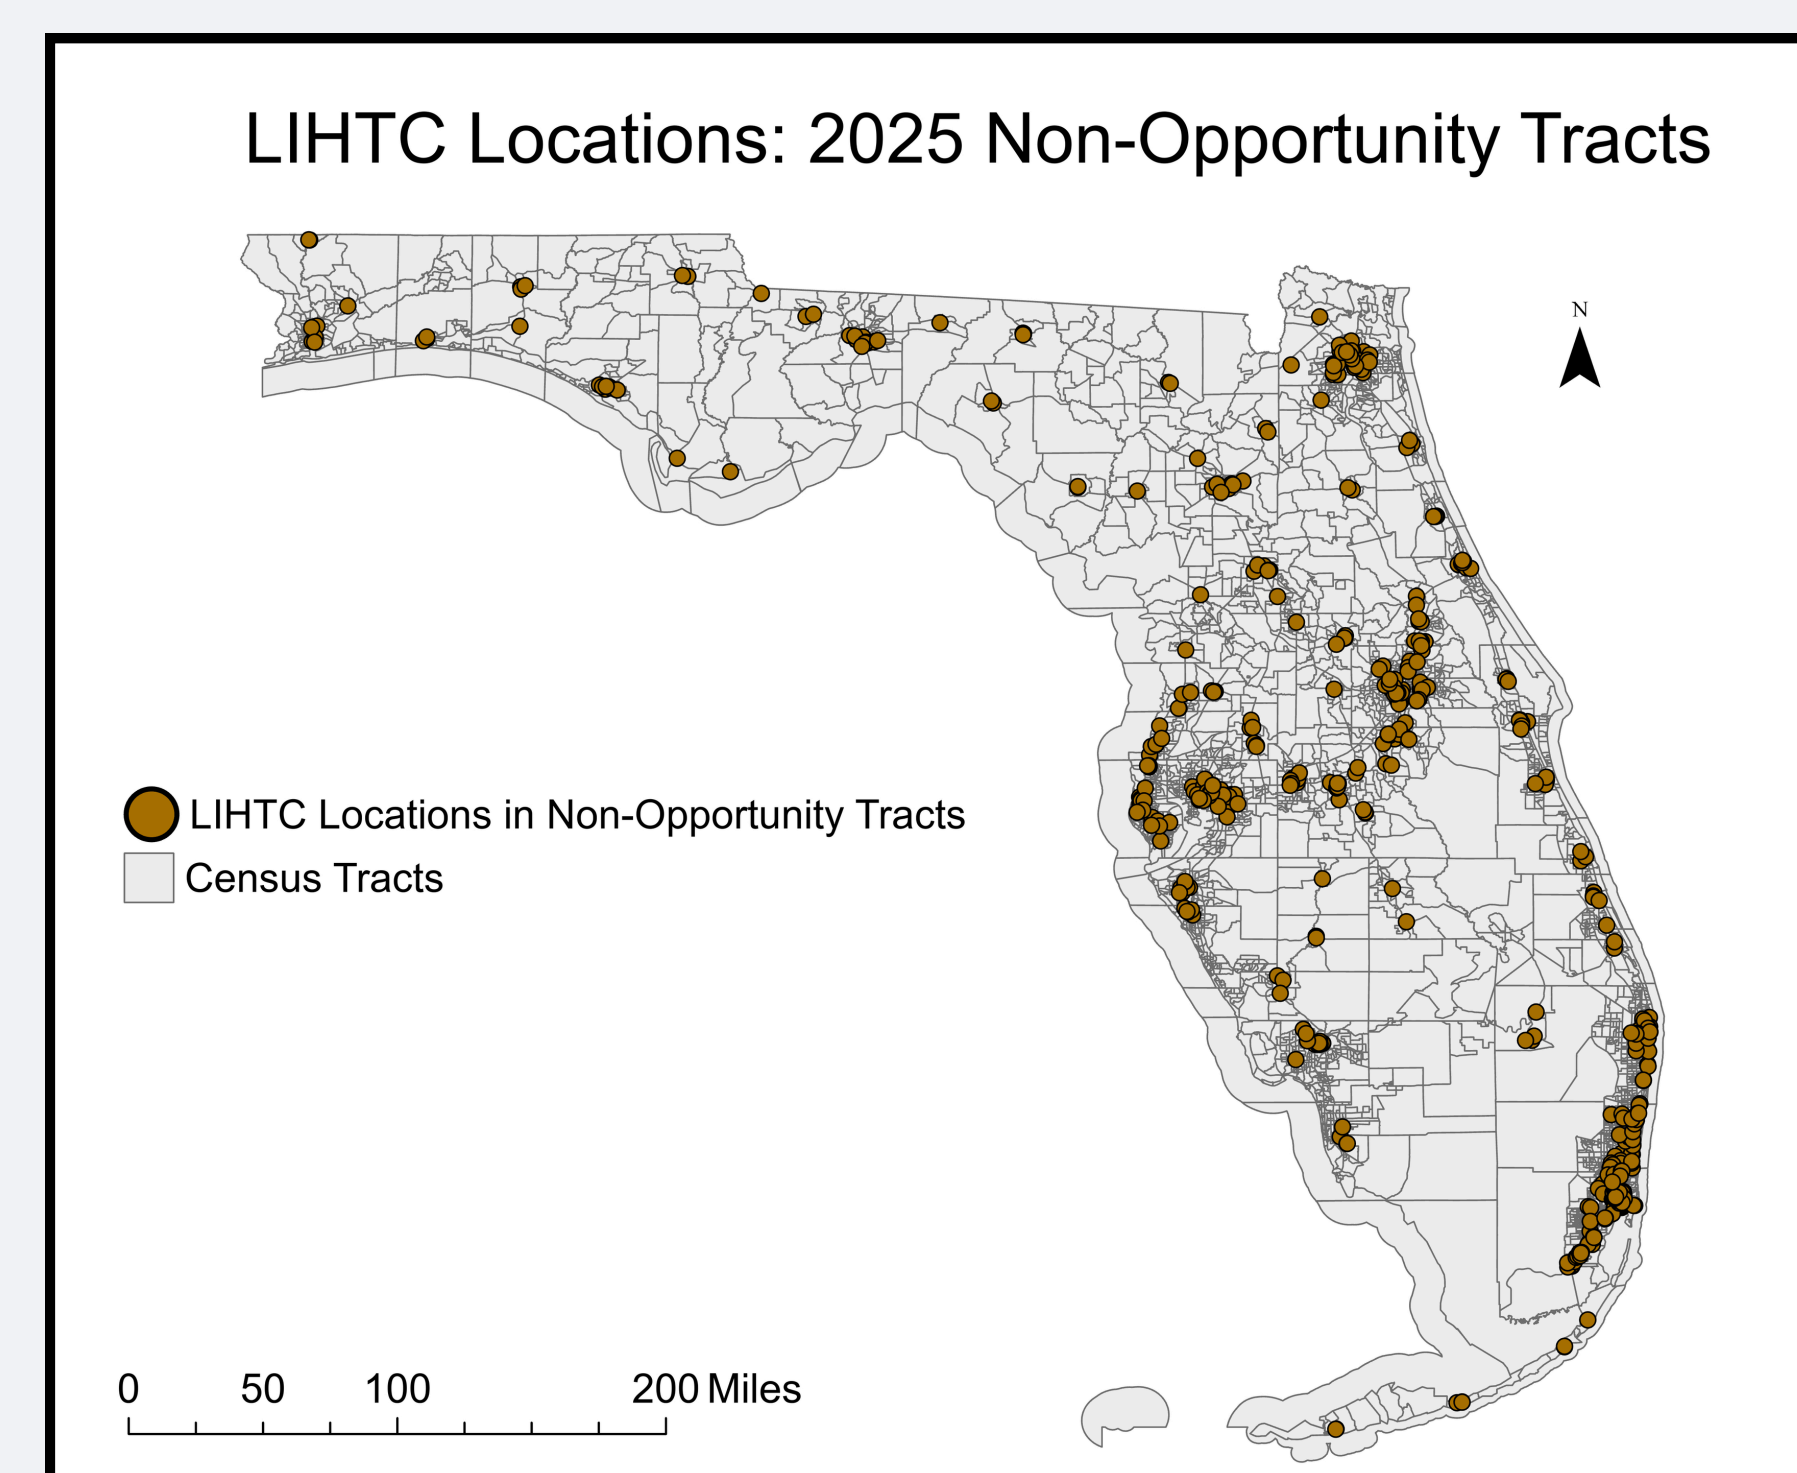 LIHTC Locations: 2025 Non-Opportunity Tracts
N
LIHTC Locations in Non-Opportunity Tracts
Census Tracts
0 50 100 200 Miles